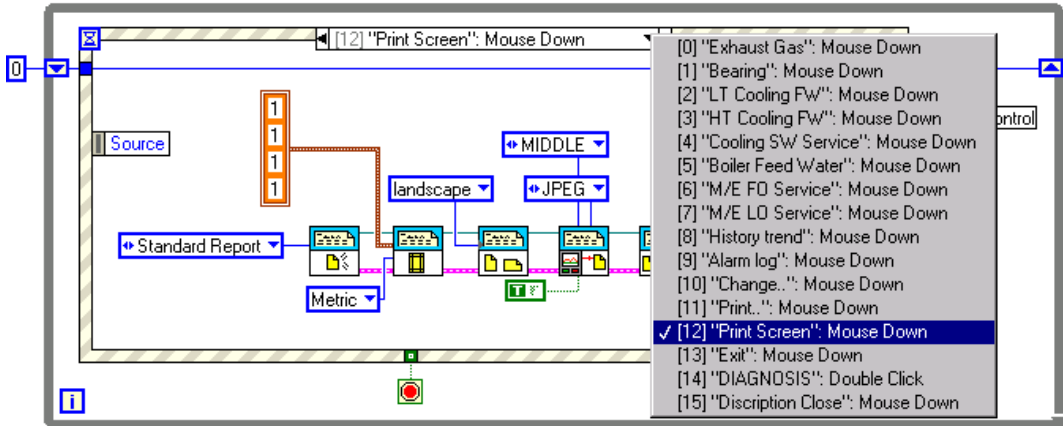 [12] "Print Screen": Mouse Down
0
Source
1
1
1
1
MIDDLE
landscape
JPEG
Standard Report
Metric
T
i
ontrol
[0] "Exhaust Gas": Mouse Down
[1] "Bearing": Mouse Down
[2] "LT Cooling FW": Mouse Down
[3] "HT Cooling FW": Mouse Down
[4] "Cooling SW Service": Mouse Down
[5] "Boiler Feed Water": Mouse Down
[6] "M/E FO Service": Mouse Down
[7] "M/E LO Service": Mouse Down
[8] "History trend": Mouse Down
[9] "Alarm log": Mouse Down
[10] "Change..": Mouse Down
[11] "Print..": Mouse Down
[12] "Print Screen": Mouse Down
[13] "Exit": Mouse Down
[14] "DIAGNOSIS": Double Click
[15] "Discription Close": Mouse Down